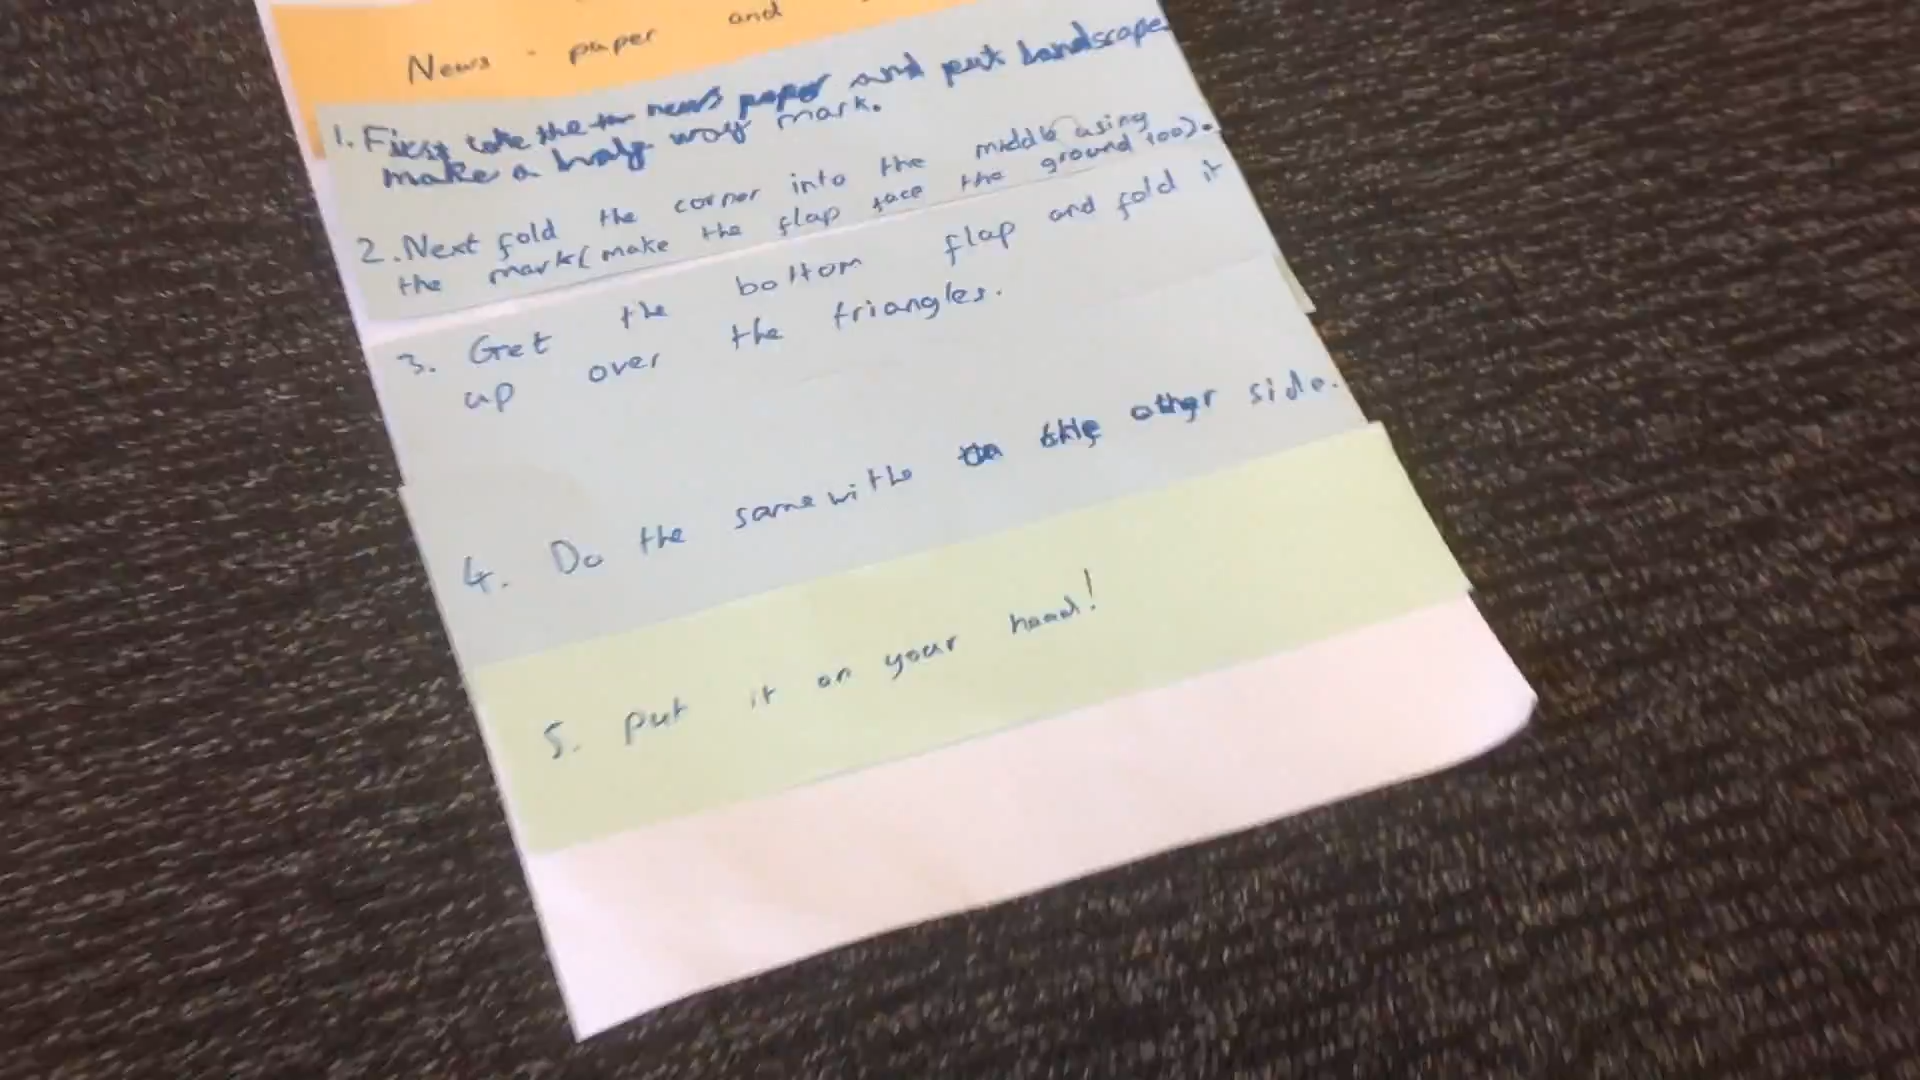 News - paper and
1. First take the news paper and put landscape
make a half way mark.
2. Next fold the corner into the middle using
the mark (make the flap face the ground too).
3. Get the bottom flap and fold it
up over the triangles.
4. Do the same with the other side.
5. put it on your head!